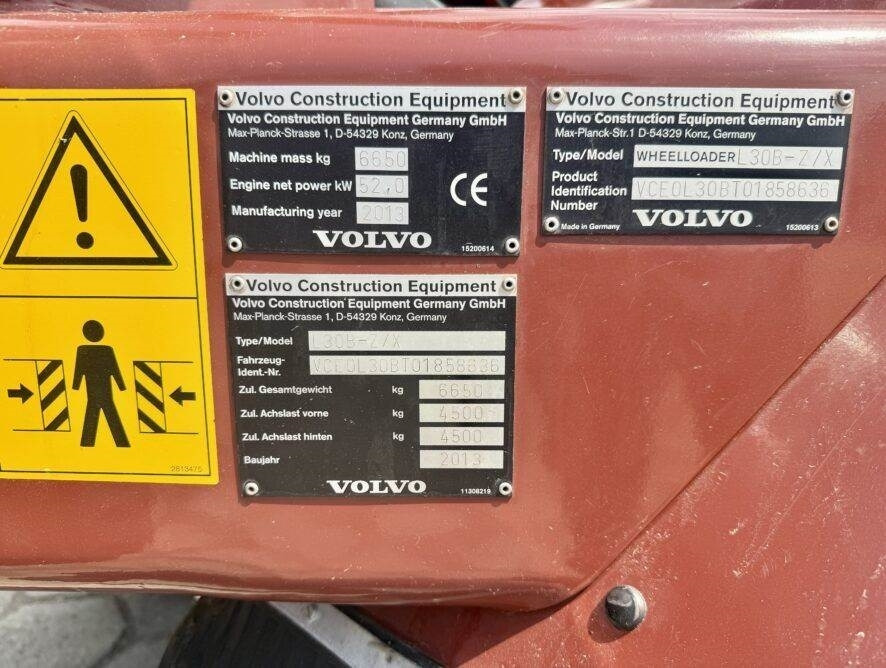 Volvo Construction Equipment
Volvo Construction Equipment Germany GmbH
Max-Planck-Strasse 1, D-54329 Konz, Germany
Machine mass kg 6650
Engine net power kW 52,0
Manufacturing year 2013
CE
VOLVO
15200614
Volvo Construction Equipment
Volvo Construction Equipment Germany GmbH
Max-Planck-Str.1 D-54329 Konz, Germany
Type/Model WHEELLOADER L30B-Z/X
Product
Identification VCE0L30BT01858636
Number
Made in Germany VOLVO 15200613
Volvo Construction Equipment
Volvo Construction Equipment Germany GmbH
Max-Planck-Strasse 1, D-54329 Konz, Germany
Type/Model L30B-Z/X
Fahrzeug-
Ident.-Nr. VCE0L30BT01858636
Zul. Gesamtgewicht kg 6650
Zul. Achslast vorne kg 4500
Zul. Achslast hinten kg 4500
Baujahr 2013
VOLVO
11308219
2813475